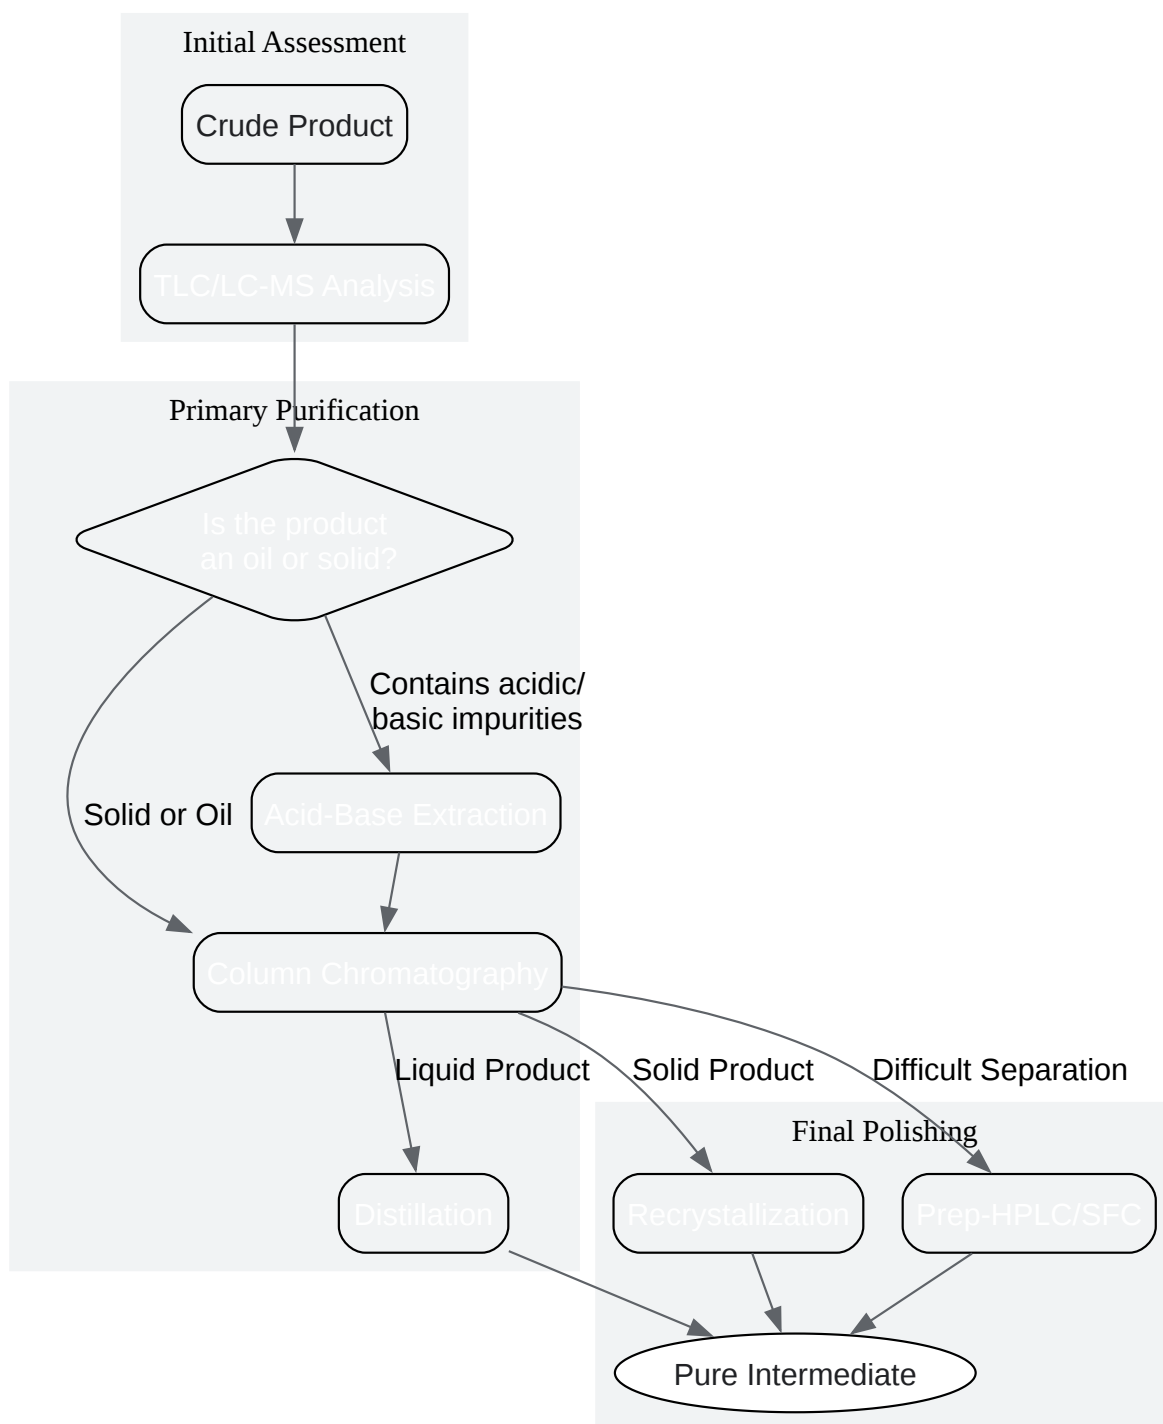 Initial Assessment
Crude Product
TLC/LC-MS Analysis
Primary Purification
Is the product
an oil or solid?
Contains acidic/
basic impurities
Solid or Oil
Acid-Base Extraction
Column Chromatography
Liquid Product
Solid Product
Difficult Separation
Final Polishing
Distillation
Recrystallization
Prep-HPLC/SFC
Pure Intermediate